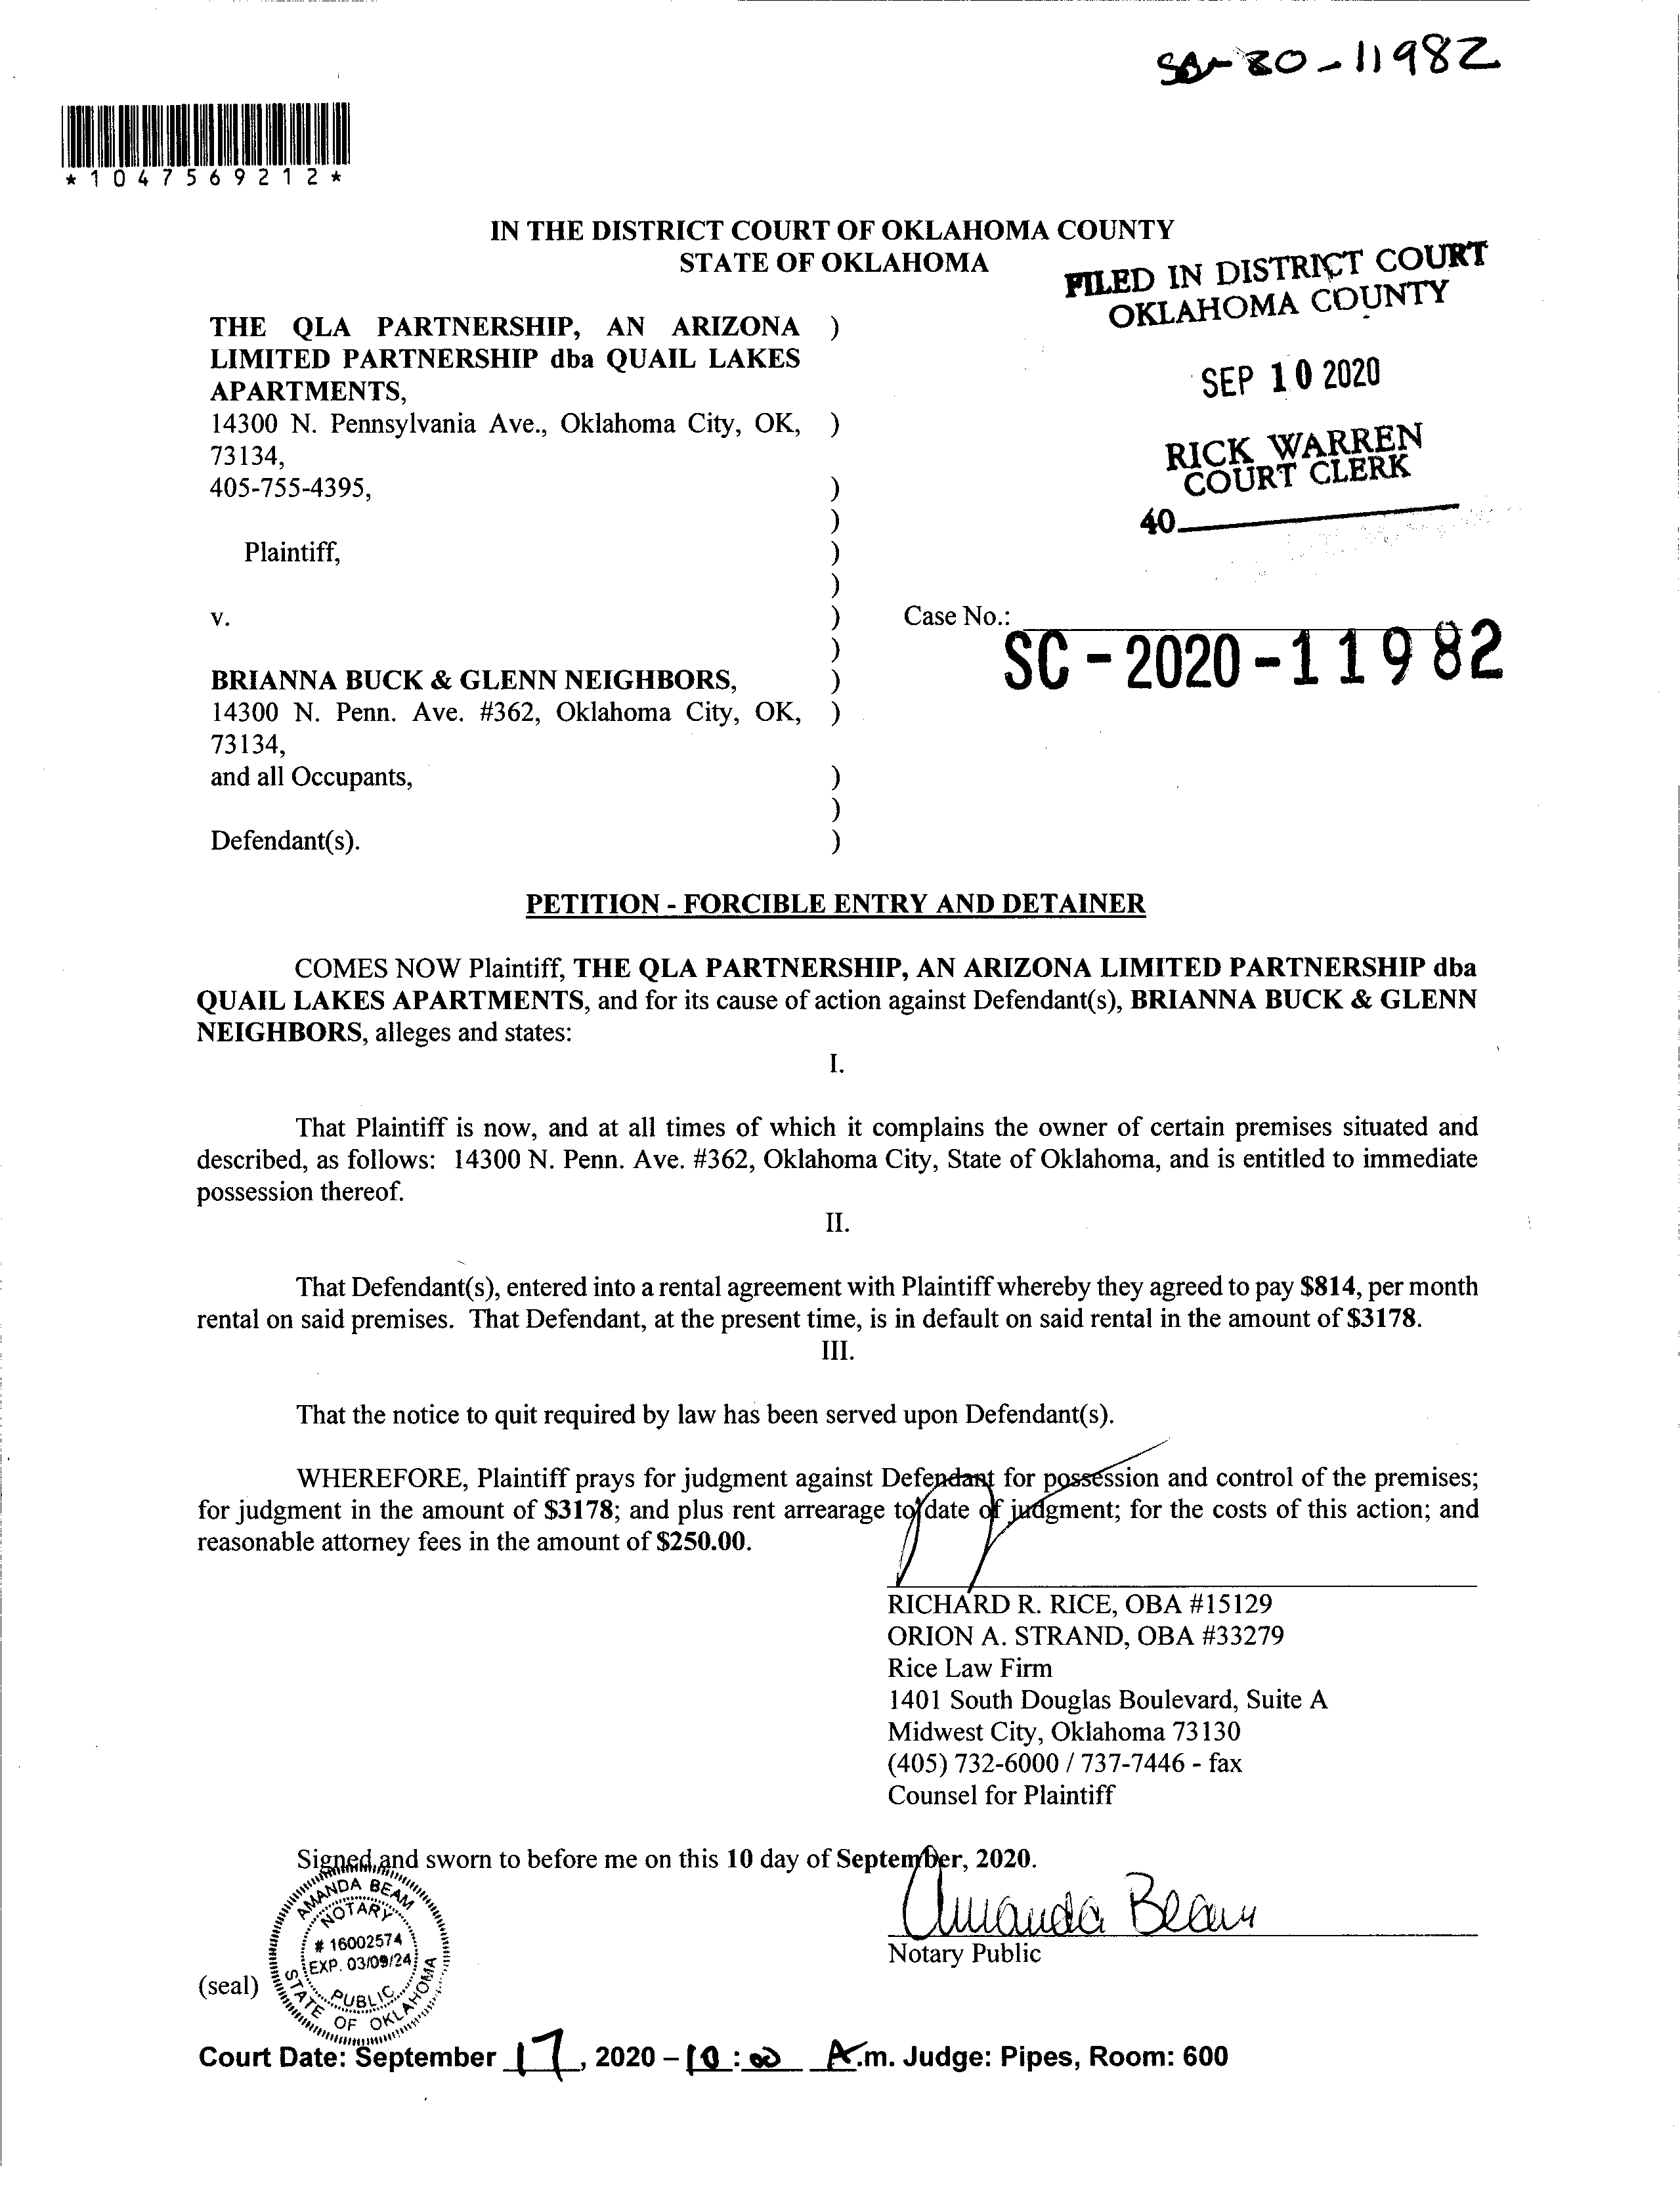 SC-20-11982
*1047569212*
IN THE DISTRICT COURT OF OKLAHOMA COUNTY
STATE OF OKLAHOMA
FILED IN DISTRICT COURT
OKLAHOMA COUNTY
SEP 10 2020
RICK WARREN
COURT CLERK
40
THE QLA PARTNERSHIP, AN ARIZONA )
LIMITED PARTNERSHIP dba QUAIL LAKES
APARTMENTS,
14300 N. Pennsylvania Ave., Oklahoma City, OK, )
73134,
405-755-4395, )
)
Plaintiff, )
)
v. )
)
BRIANNA BUCK & GLENN NEIGHBORS, )
14300 N. Penn. Ave. #362, Oklahoma City, OK, )
73134,
and all Occupants, )
)
Defendant(s). )
Case No.:
SC-2020-11982
PETITION - FORCIBLE ENTRY AND DETAINER
COMES NOW Plaintiff, THE QLA PARTNERSHIP, AN ARIZONA LIMITED PARTNERSHIP dba
QUAIL LAKES APARTMENTS, and for its cause of action against Defendant(s), BRIANNA BUCK & GLENN
NEIGHBORS, alleges and states:
I.
That Plaintiff is now, and at all times of which it complains the owner of certain premises situated and
described, as follows: 14300 N. Penn. Ave. #362, Oklahoma City, State of Oklahoma, and is entitled to immediate
possession thereof.
II.
That Defendant(s), entered into a rental agreement with Plaintiff whereby they agreed to pay $814, per month
rental on said premises. That Defendant, at the present time, is in default on said rental in the amount of $3178.
III.
That the notice to quit required by law has been served upon Defendant(s).
WHEREFORE, Plaintiff prays for judgment against Defendant for possession and control of the premises;
for judgment in the amount of $3178; and plus rent arrearage to date of judgment; for the costs of this action; and
reasonable attorney fees in the amount of $250.00.
RICHARD R. RICE, OBA #15129
ORION A. STRAND, OBA #33279
Rice Law Firm
1401 South Douglas Boulevard, Suite A
Midwest City, Oklahoma 73130
(405) 732-6000 / 737-7446 - fax
Counsel for Plaintiff
Signed and sworn to before me on this 10 day of September, 2020.
Amanda Beam
Notary Public
(seal)
AMANDA BEAM
NOTARY
# 16002574
EXP. 03/09/24
PUBLIC
STATE OF OKLAHOMA
Court Date: September 17, 2020 – 10:00 A.m. Judge: Pipes, Room: 600